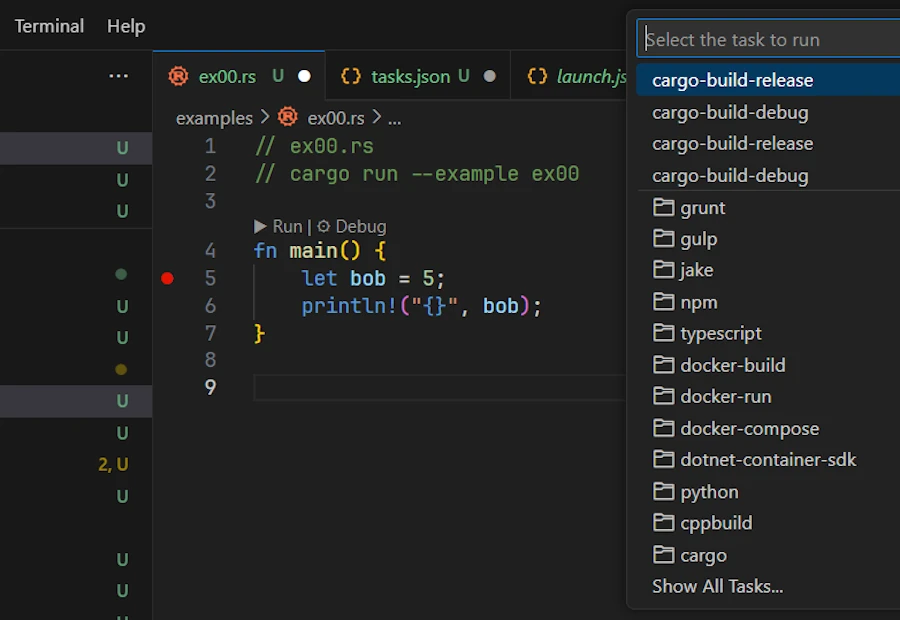 Terminal Help
Select the task to run
cargo-build-release
cargo-build-debug
cargo-build-release
cargo-build-debug
grunt
gulp
jake
npm
typescript
docker-build
docker-run
docker-compose
dotnet-container-sdk
python
cppbuild
cargo
Show All Tasks...
...
ex00.rs U
tasks.json U
launch.js
examples > ex00.rs > ...
1 // ex00.rs
2 // cargo run --example ex00
3
Run | Debug
4 fn main() {
5 let bob = 5;
6 println!("{}", bob);
7 }
8
9
U
U
U
U
U
U
U
2, U
U
U
U